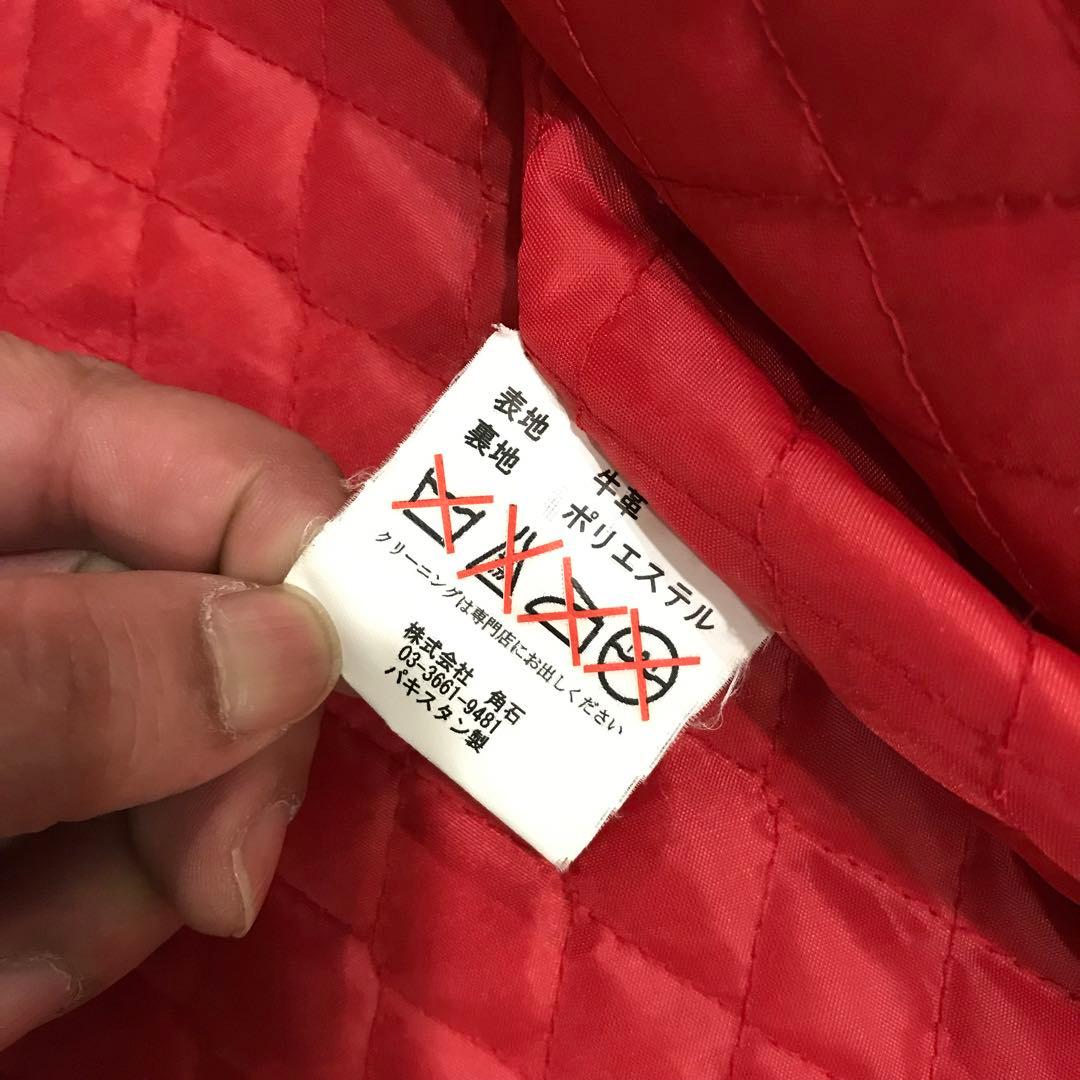 表地 牛革
裏地 ポリエステル
クリーニングは専門店にお出しください
株式会社 角石
03-3661-9481
パキスタン製